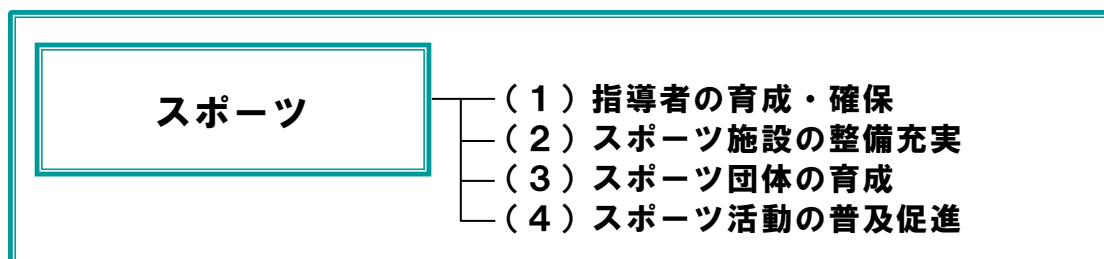 スポーツ
(１)指導者の育成・確保
(２)スポーツ施設の整備充実
(３)スポーツ団体の育成
(４)スポーツ活動の普及促進